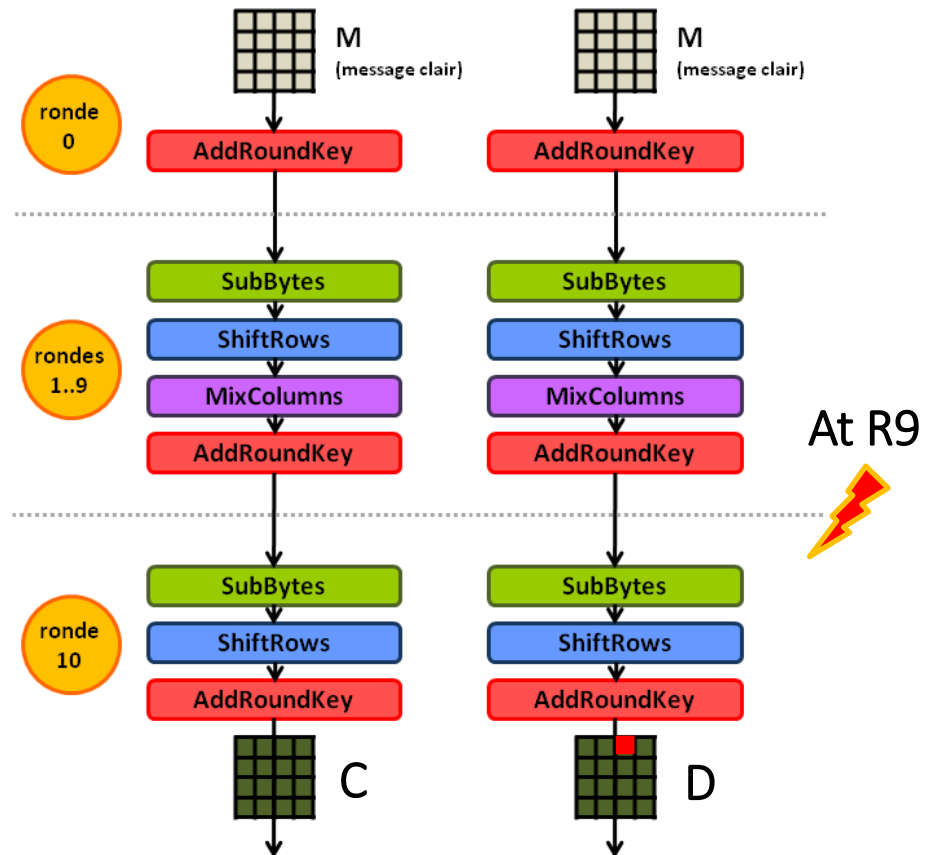 M
(message clair)
M
(message clair)
ronde
0
AddRoundKey
AddRoundKey
SubBytes
SubBytes
ShiftRows
ShiftRows
rondes
1..9
MixColumns
MixColumns
AddRoundKey
AddRoundKey
At R9
SubBytes
SubBytes
ronde
10
ShiftRows
ShiftRows
AddRoundKey
AddRoundKey
C
D